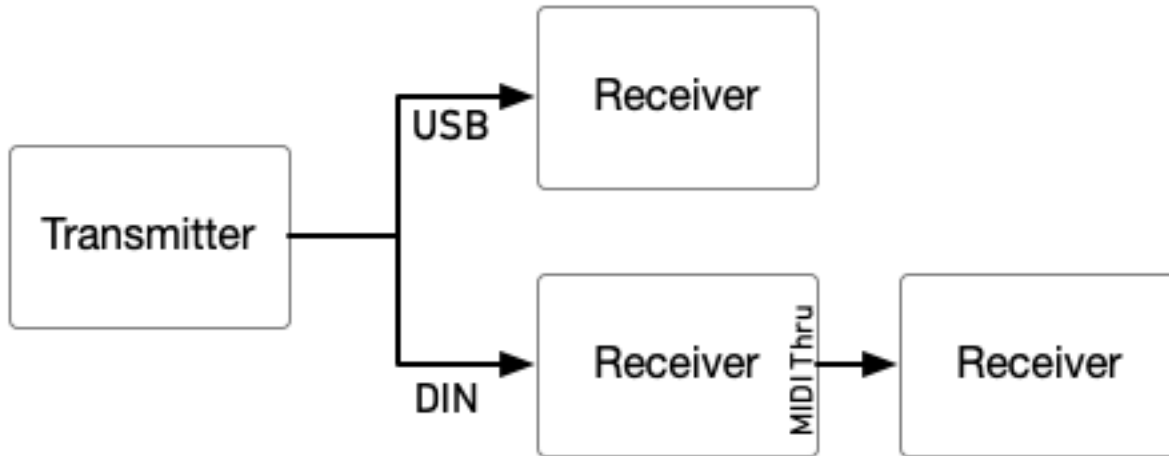 Transmitter
USB
Receiver
DIN
Receiver
MIDI Thru
Receiver